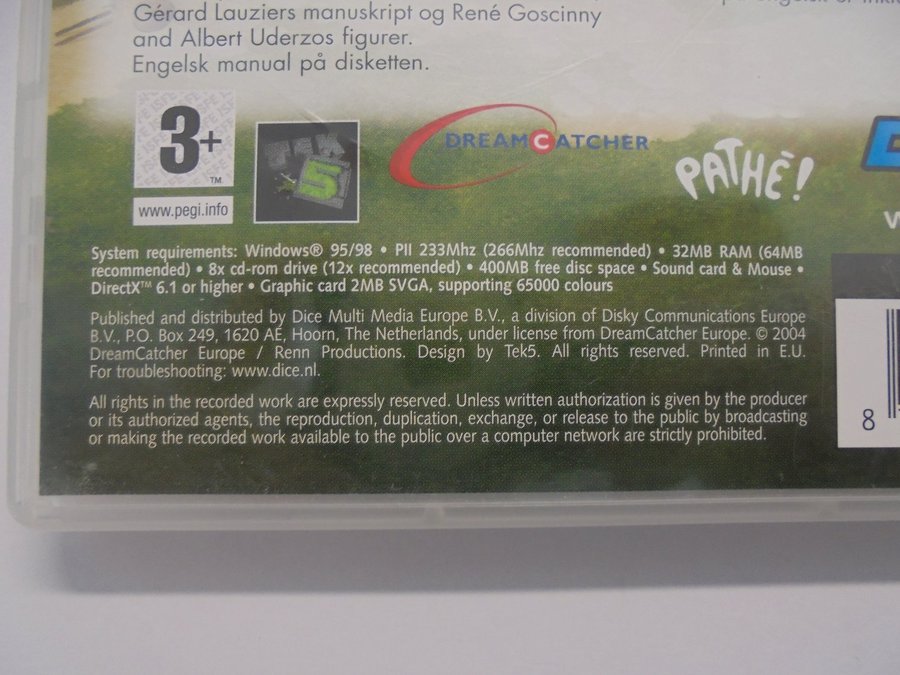 Gérard Lauziers manuskript og René Goscinny
and Albert Uderzos figurer.
Engelsk manual på disketten.
på engelsk
3+
TM
www.pegi.info
TEK
5
DREAMCATCHER
PATHÉ!
System requirements: Windows® 95/98 • PII 233Mhz (266Mhz recommended) • 32MB RAM (64MB
recommended) • 8x cd-rom drive (12x recommended) • 400MB free disc space • Sound card & Mouse •
DirectX™ 6.1 or higher • Graphic card 2MB SVGA, supporting 65000 colours
Published and distributed by Dice Multi Media Europe B.V., a division of Disky Communications Europe
B.V., P.O. Box 249, 1620 AE, Hoorn, The Netherlands, under license from DreamCatcher Europe. © 2004
DreamCatcher Europe / Renn Productions. Design by Tek5. All rights reserved. Printed in E.U.
For troubleshooting: www.dice.nl.
All rights in the recorded work are expressly reserved. Unless written authorization is given by the producer
or its authorized agents, the reproduction, duplication, exchange, or release to the public by broadcasting
or making the recorded work available to the public over a computer network are strictly prohibited.
8